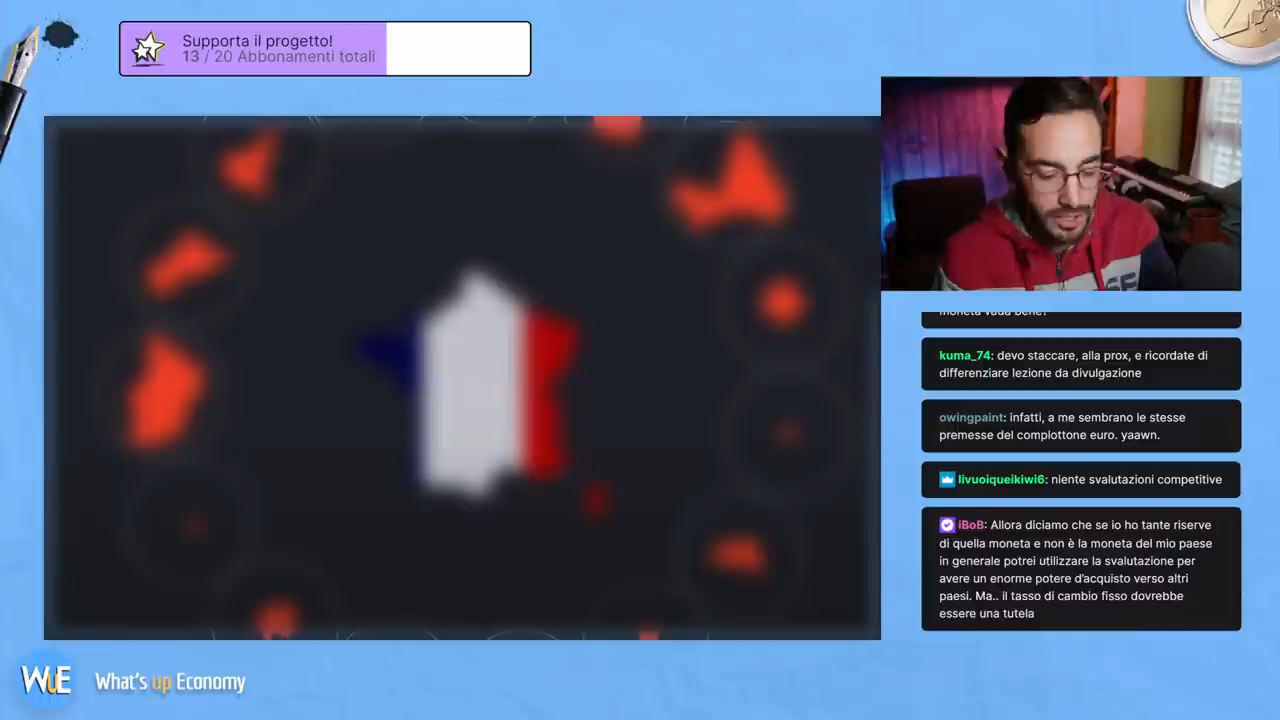 Supporta il progetto!
13 / 20 Abbonamenti totali
moneta vada bene?
kuma_74: devo staccare, alla prox, e ricordate di
differenziare lezione da divulgazione
owingpaint: infatti, a me sembrano le stesse
premesse del complottone euro. yaawn.
livuoiqueikiwi6: niente svalutazioni competitive
iBoB: Allora diciamo che se io ho tante riserve
di quella moneta e non è la moneta del mio paese
in generale potrei utilizzare la svalutazione per
avere un enorme potere d'acquisto verso altri
paesi. Ma.. il tasso di cambio fisso dovrebbe
essere una tutela
WuE What's up Economy